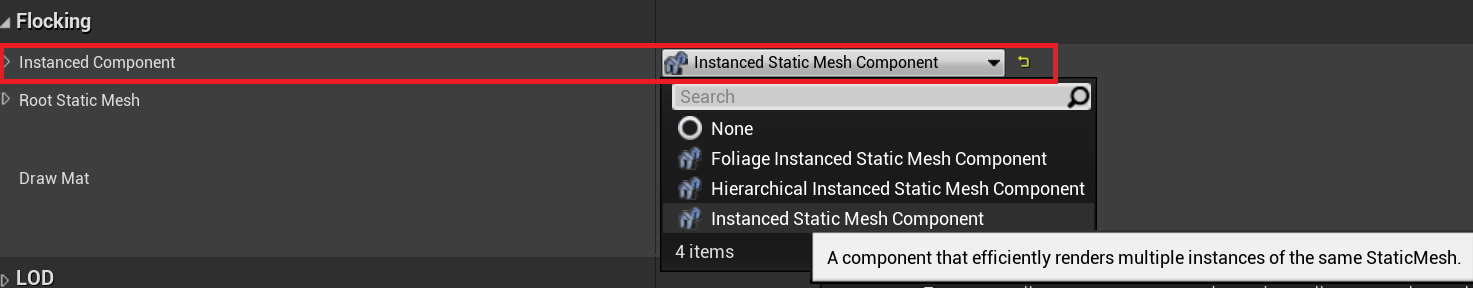 Flocking
Instanced Component
Instanced Static Mesh Component
Root Static Mesh
Search
None
Foliage Instanced Static Mesh Component
Hierarchical Instanced Static Mesh Component
Draw Mat
Instanced Static Mesh Component
4 items
A component that efficiently renders multiple instances of the same StaticMesh.
LOD